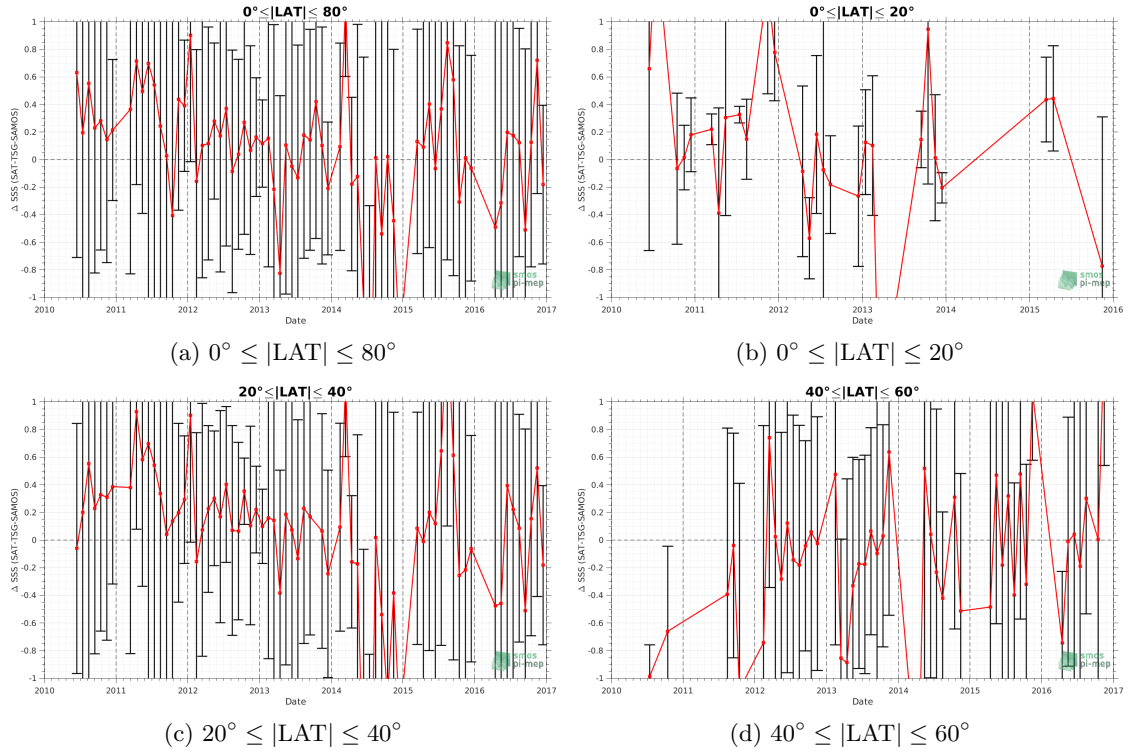 0°≤|LAT|≤ 80°
Δ SSS (SAT-TSG-SAMOS)
1
0.8
0.6
0.4
0.2
0
-0.2
-0.4
-0.6
-0.8
-1
2010 2011 2012 2013 2014 2015 2016 2017
Date
smos
pi-mep
(a) 0° ≤ |LAT| ≤ 80°
0°≤|LAT|≤ 20°
Δ SSS (SAT-TSG-SAMOS)
1
0.8
0.6
0.4
0.2
0
-0.2
-0.4
-0.6
-0.8
-1
2010 2011 2012 2013 2014 2015 2016
Date
smos
pi-mep
(b) 0° ≤ |LAT| ≤ 20°
20°≤|LAT|≤ 40°
Δ SSS (SAT-TSG-SAMOS)
1
0.8
0.6
0.4
0.2
0
-0.2
-0.4
-0.6
-0.8
-1
2010 2011 2012 2013 2014 2015 2016 2017
Date
smos
pi-mep
(c) 20° ≤ |LAT| ≤ 40°
40°≤|LAT|≤ 60°
Δ SSS (SAT-TSG-SAMOS)
1
0.8
0.6
0.4
0.2
0
-0.2
-0.4
-0.6
-0.8
-1
2010 2011 2012 2013 2014 2015 2016 2017
Date
smos
pi-mep
(d) 40° ≤ |LAT| ≤ 60°